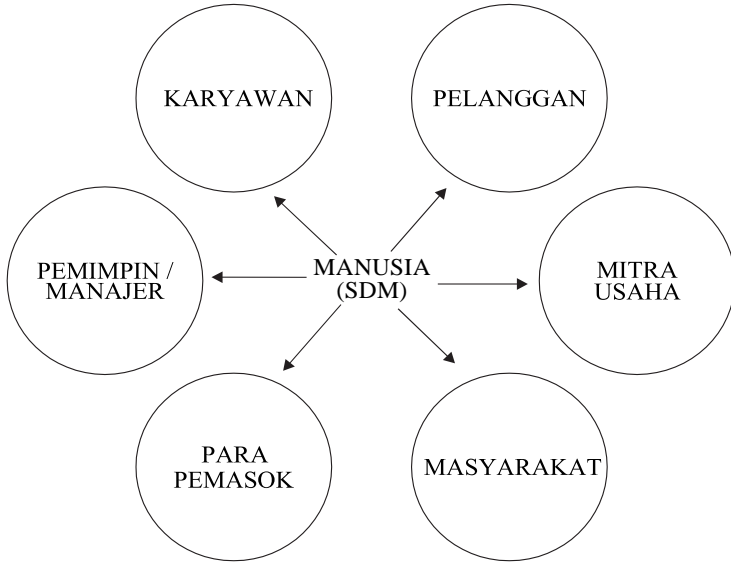 KARYAWAN
PELANGGAN
PEMIMPIN /
MANAJER
MANUSIA
(SDM)
MITRA
USAHA
PARA
PEMASOK
MASYARAKAT